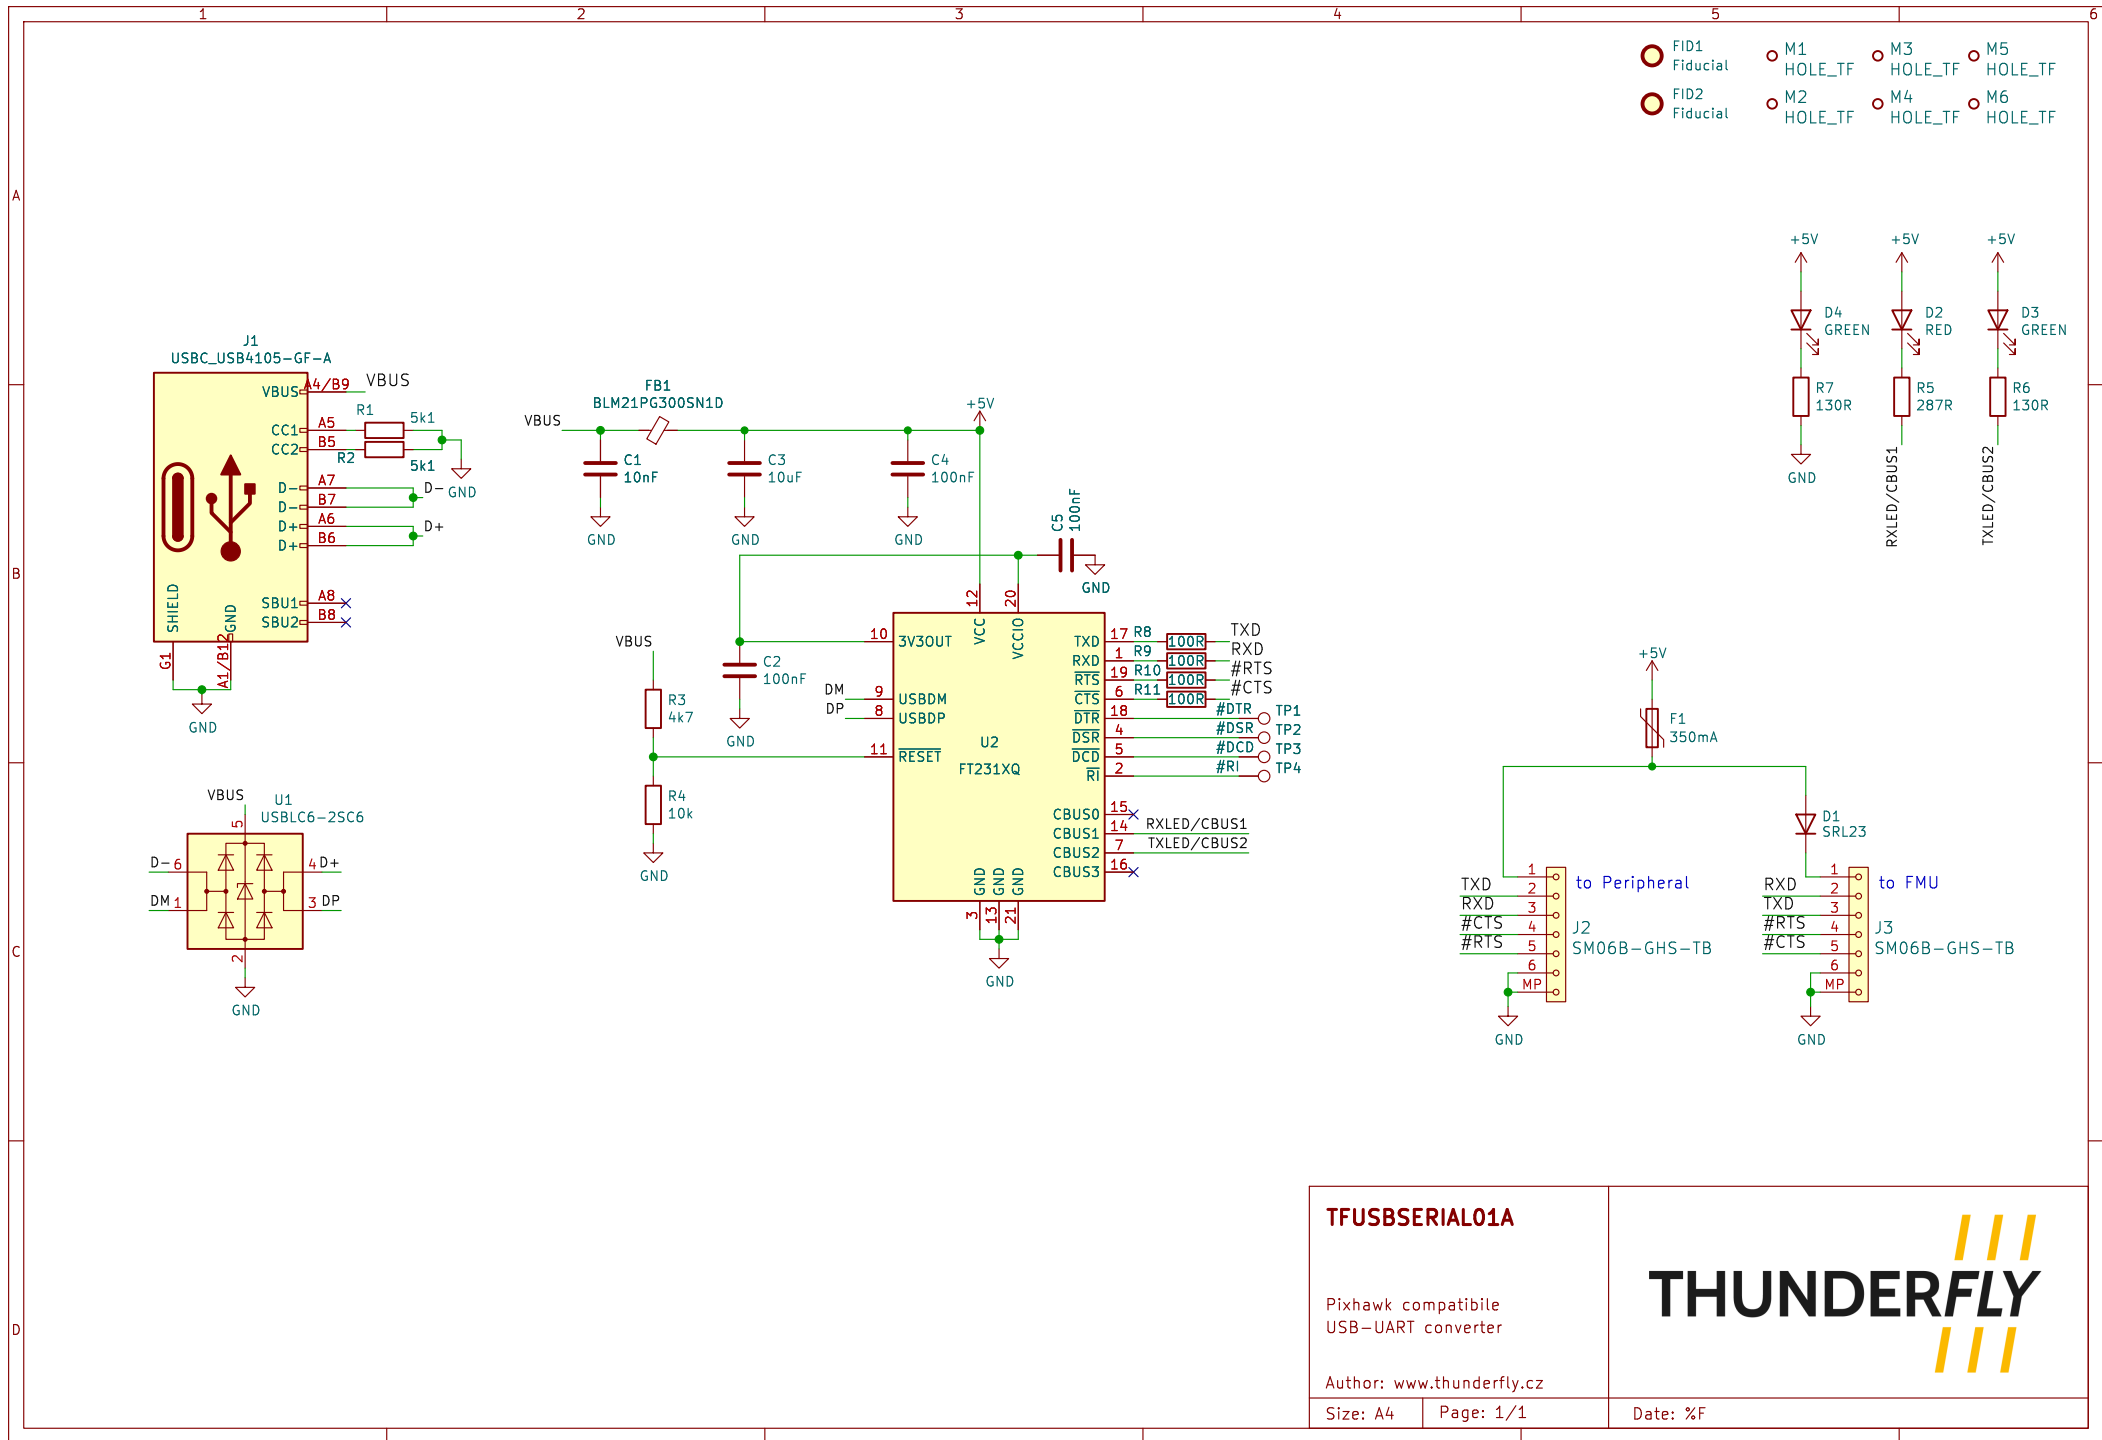 1 2 3 4 5 6
A
B
C
D
FID1
Fiducial
FID2
Fiducial
M1
HOLE_TF
M2
HOLE_TF
M3
HOLE_TF
M4
HOLE_TF
M5
HOLE_TF
M6
HOLE_TF
J1
USBC_USB4105-GF-A
VBUS A4/B9 VBUS
CC1 A5 R1 5k1
CC2 B5 R2 5k1
GND
D- A7 D-
D- B7
D+ A6 D+
D+ B6
SBU1 A8
SBU2 B8
SHIELD GND
G1 A1/B12
GND
VBUS
U1
USBLC6-2SC6
5
D- 6 4 D+
DM 1 3 DP
2
GND
VBUS
FB1
BLM21PG300SN1D
+5V
C1
10nF
GND
C3
10uF
GND
C4
100nF
GND
C5
100nF
GND
C2
100nF
GND
VBUS
R3
4k7
R4
10k
GND
DM
DP
12 20
VCC VCCIO
10 3V3OUT
9 USBDM
8 USBDP
11 RESET
U2
FT231XQ
TXD 17 R8 100R TXD
RXD 1 R9 100R RXD
RTS 19 R10 100R #RTS
CTS 6 R11 100R #CTS
DTR 18 #DTR TP1
DSR 4 #DSR TP2
DCD 5 #DCD TP3
RI 2 #RI TP4
CBUS0 15
CBUS1 14 RXLED/CBUS1
CBUS2 7 TXLED/CBUS2
CBUS3 16
GND GND GND
3 13 21
GND
+5V
D4
GREEN
R7
130R
GND
+5V
D2
RED
R5
287R
RXLED/CBUS1
+5V
D3
GREEN
R6
130R
TXLED/CBUS2
+5V
F1
350mA
D1
SRL23
1 to Peripheral
TXD 2
RXD 3
#CTS 4
#RTS 5
6
MP
J2
SM06B-GHS-TB
GND
1 to FMU
RXD 2
TXD 3
#RTS 4
#CTS 5
6
MP
J3
SM06B-GHS-TB
GND
TFUSBSERIAL01A
Pixhawk compatibile
USB-UART converter
Author: www.thunderfly.cz
Size: A4 Page: 1/1 Date: %F
THUNDERFLY